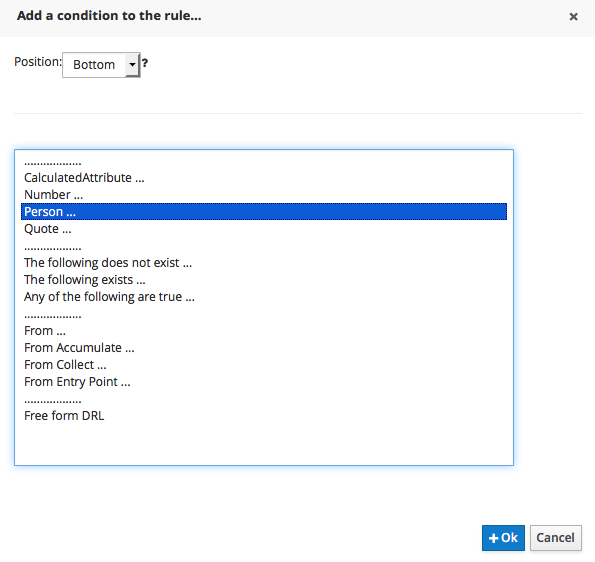 Add a condition to the rule...
×
Position: Bottom ?
..................
CalculatedAttribute ...
Number ...
Person ...
Quote ...
..................
The following does not exist ...
The following exists ...
Any of the following are true ...
..................
From ...
From Accumulate ...
From Collect ...
From Entry Point ...
..................
Free form DRL
+ Ok Cancel